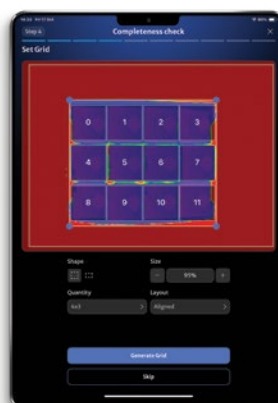 Step 4
Completeness check
Set Grid
0 1 2 3
4 5 6 7
8 9 10 11
Shape
Size
- 95% +
Quantity
Layout
4x3
Aligned
Generate Grid
Skip